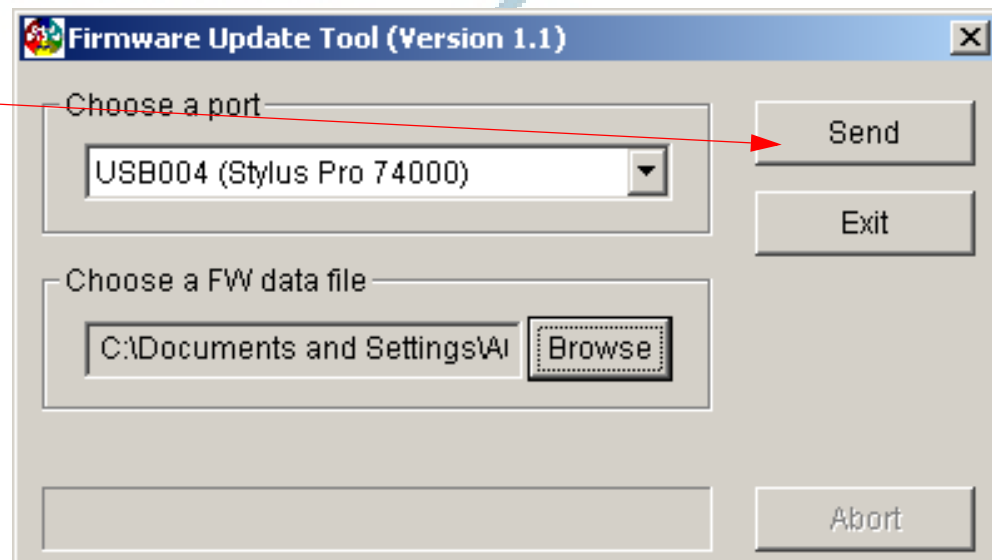 Firmware Update Tool (Version 1.1)
Choose a port
USB004 (Stylus Pro 74000)
Send
Exit
Choose a FW data file
C:\Documents and Settings\A
Browse
Abort